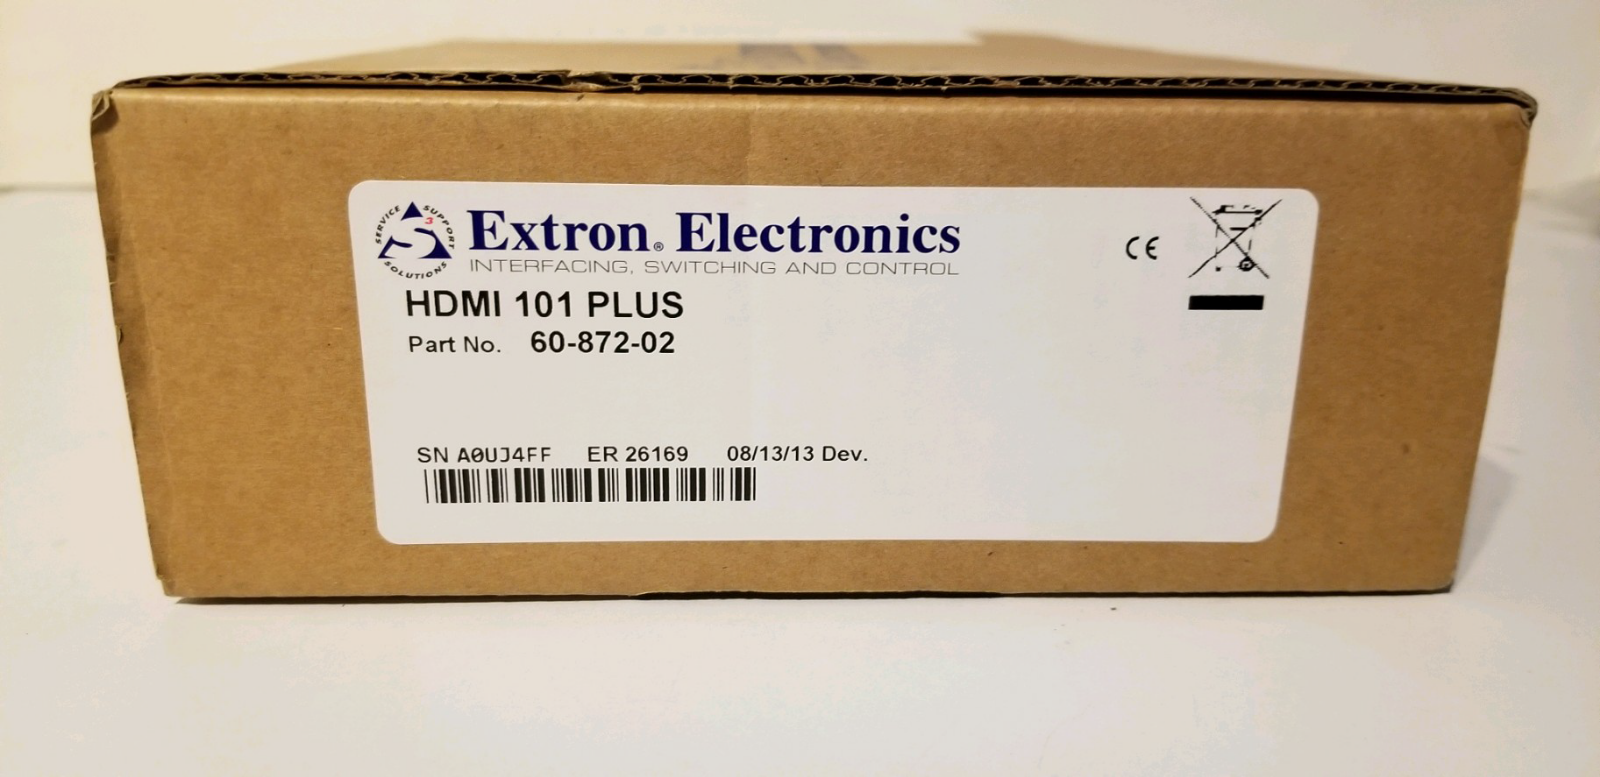 SERVICE SUPPORT SOLUTIONS
S3
Extron® Electronics
INTERFACING, SWITCHING AND CONTROL
CE
HDMI 101 PLUS
Part No. 60-872-02
SN A0UJ4FF ER 26169 08/13/13 Dev.